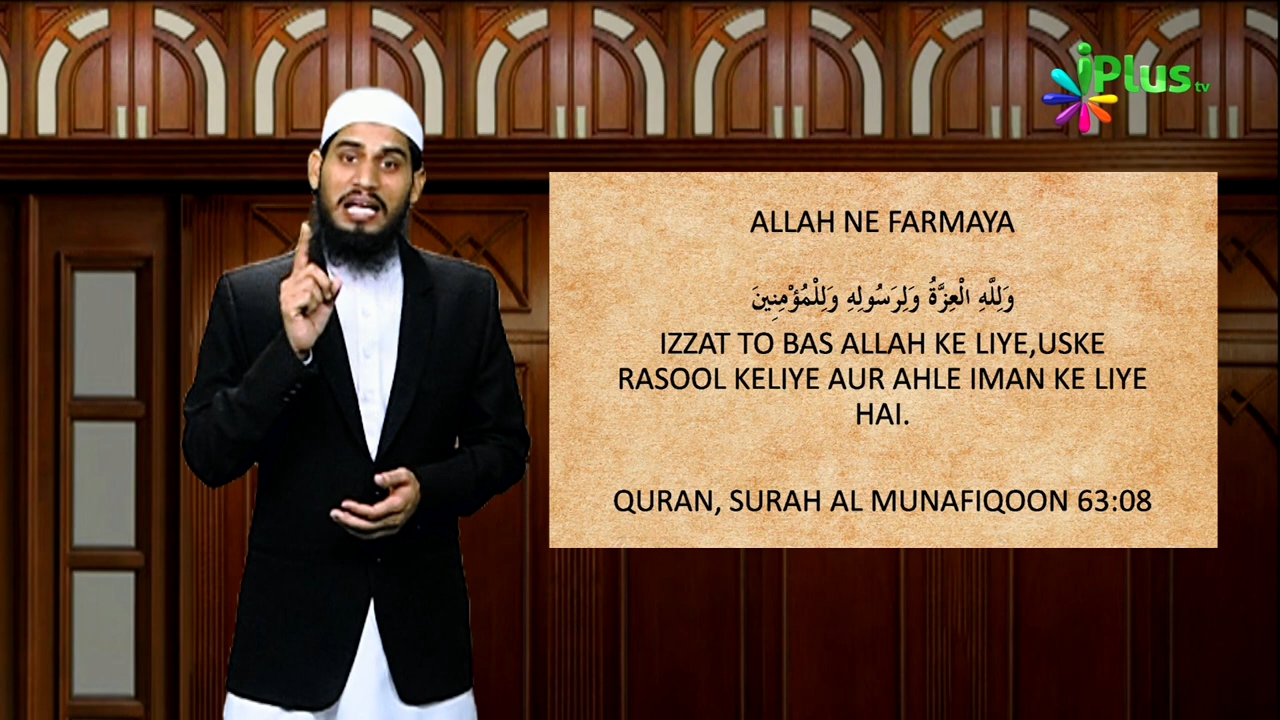 iPlus tv
ALLAH NE FARMAYA
وَلِلَّهِ الْعِزَّةُ وَلِرَسُولِهِ وَلِلْمُؤْمِنِينَ
IZZAT TO BAS ALLAH KE LIYE,USKE
RASOOL KELIYE AUR AHLE IMAN KE LIYE
HAI.
QURAN, SURAH AL MUNAFIQOON 63:08